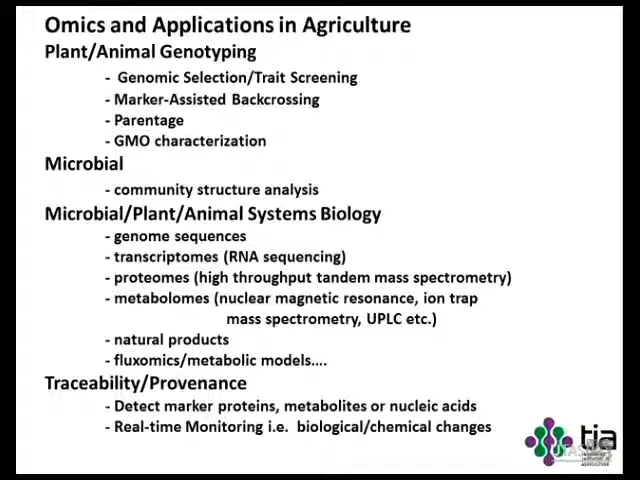 Omics and Applications in Agriculture
Plant/Animal Genotyping
- Genomic Selection/Trait Screening
- Marker-Assisted Backcrossing
- Parentage
- GMO characterization
Microbial
- community structure analysis
Microbial/Plant/Animal Systems Biology
- genome sequences
- transcriptomes (RNA sequencing)
- proteomes (high throughput tandem mass spectrometry)
- metabolomes (nuclear magnetic resonance, ion trap
mass spectrometry, UPLC etc.)
- natural products
- fluxomics/metabolic models....
Traceability/Provenance
- Detect marker proteins, metabolites or nucleic acids
- Real-time Monitoring i.e. biological/chemical changes
tia